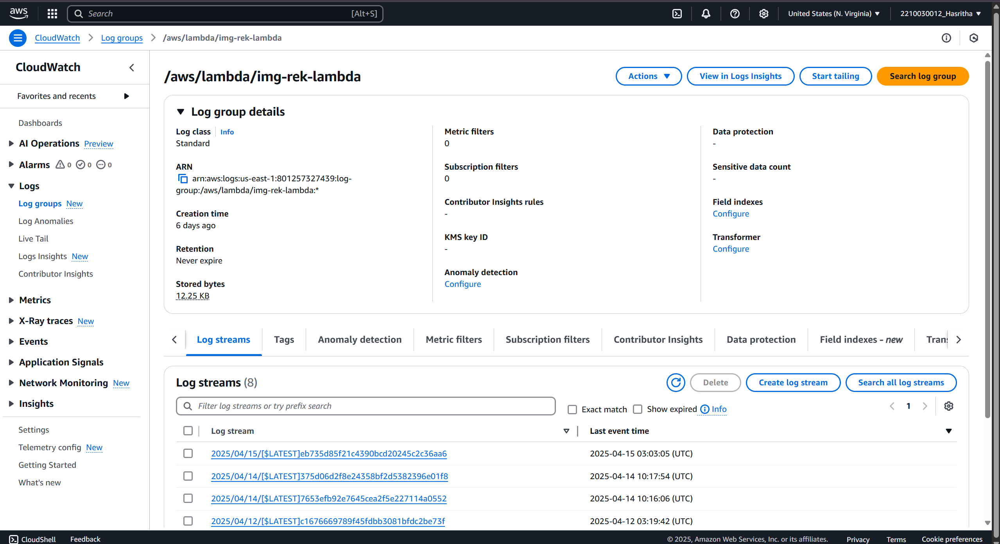 aws
Search [Alt+S]
United States (N. Virginia)
2210030012_Hasritha
CloudWatch
Log groups
/aws/lambda/img-rek-lambda
CloudWatch
Favorites and recents
Dashboards
AI Operations Preview
Alarms 0 0 0
Logs
Log groups New
Log Anomalies
Live Tail
Logs Insights New
Contributor Insights
Metrics
X-Ray traces New
Events
Application Signals
Network Monitoring New
Insights
Settings
Telemetry config New
Getting Started
What's new
/aws/lambda/img-rek-lambda
Actions
View in Logs Insights
Start tailing
Search log group
Log group details
Log class Info
Standard
ARN
arn:aws:logs:us-east-1:801257327439:log-
group:/aws/lambda/img-rek-lambda:*
Creation time
6 days ago
Retention
Never expire
Stored bytes
12.25 KB
Metric filters
0
Subscription filters
0
Contributor Insights rules
-
KMS key ID
-
Anomaly detection
Configure
Data protection
-
Sensitive data count
-
Field indexes
Configure
Transformer
Configure
Log streams
Tags
Anomaly detection
Metric filters
Subscription filters
Contributor Insights
Data protection
Field indexes - new
Trans
Log streams (8)
Delete
Create log stream
Search all log streams
Filter log streams or try prefix search
Exact match
Show expired
Info
1
Log stream Last event time
2025/04/15/[$LATEST]eb735d85f21c4390bcd20245c2c36aa6 2025-04-15 03:03:05 (UTC)
2025/04/14/[$LATEST]375d06d2f8e24358bf2d5382396e01f8 2025-04-14 10:17:54 (UTC)
2025/04/14/[$LATEST]7653efb92e7645cea2f5e227114a0552 2025-04-14 10:16:06 (UTC)
2025/04/12/[$LATEST]c1676669789f45fdbb3081bfdc2be73f 2025-04-12 03:19:42 (UTC)
CloudShell
Feedback
© 2025, Amazon Web Services, Inc. or its affiliates.
Privacy
Terms
Cookie preferences